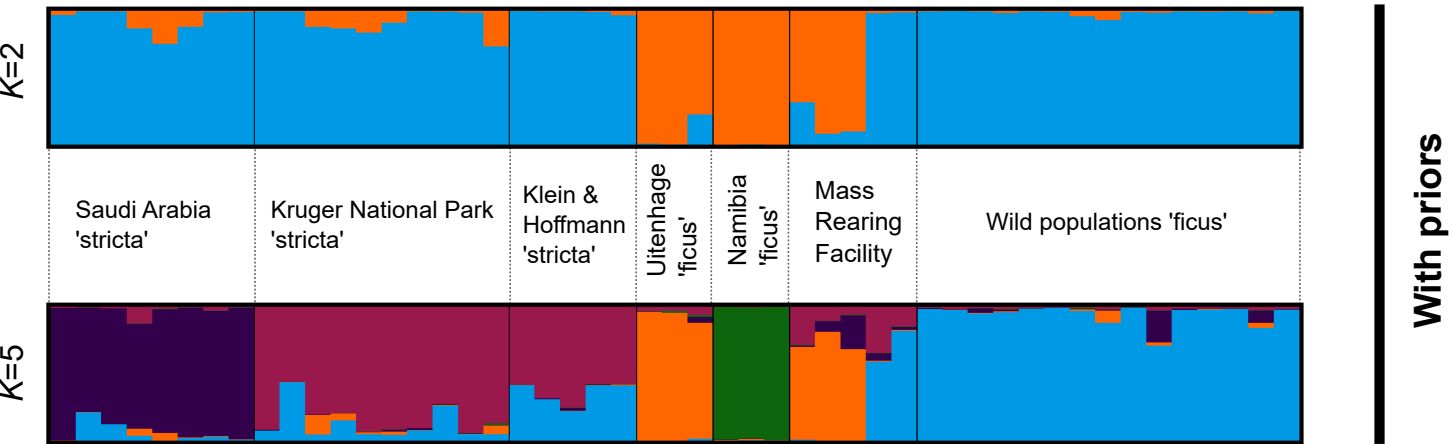 K=2
Saudi Arabia
'stricta'
Kruger National Park
'stricta'
Klein &
Hoffmann
'stricta'
Uitenhage
'ficus'
Namibia
'ficus'
Mass
Rearing
Facility
Wild populations 'ficus'
K=5
With priors